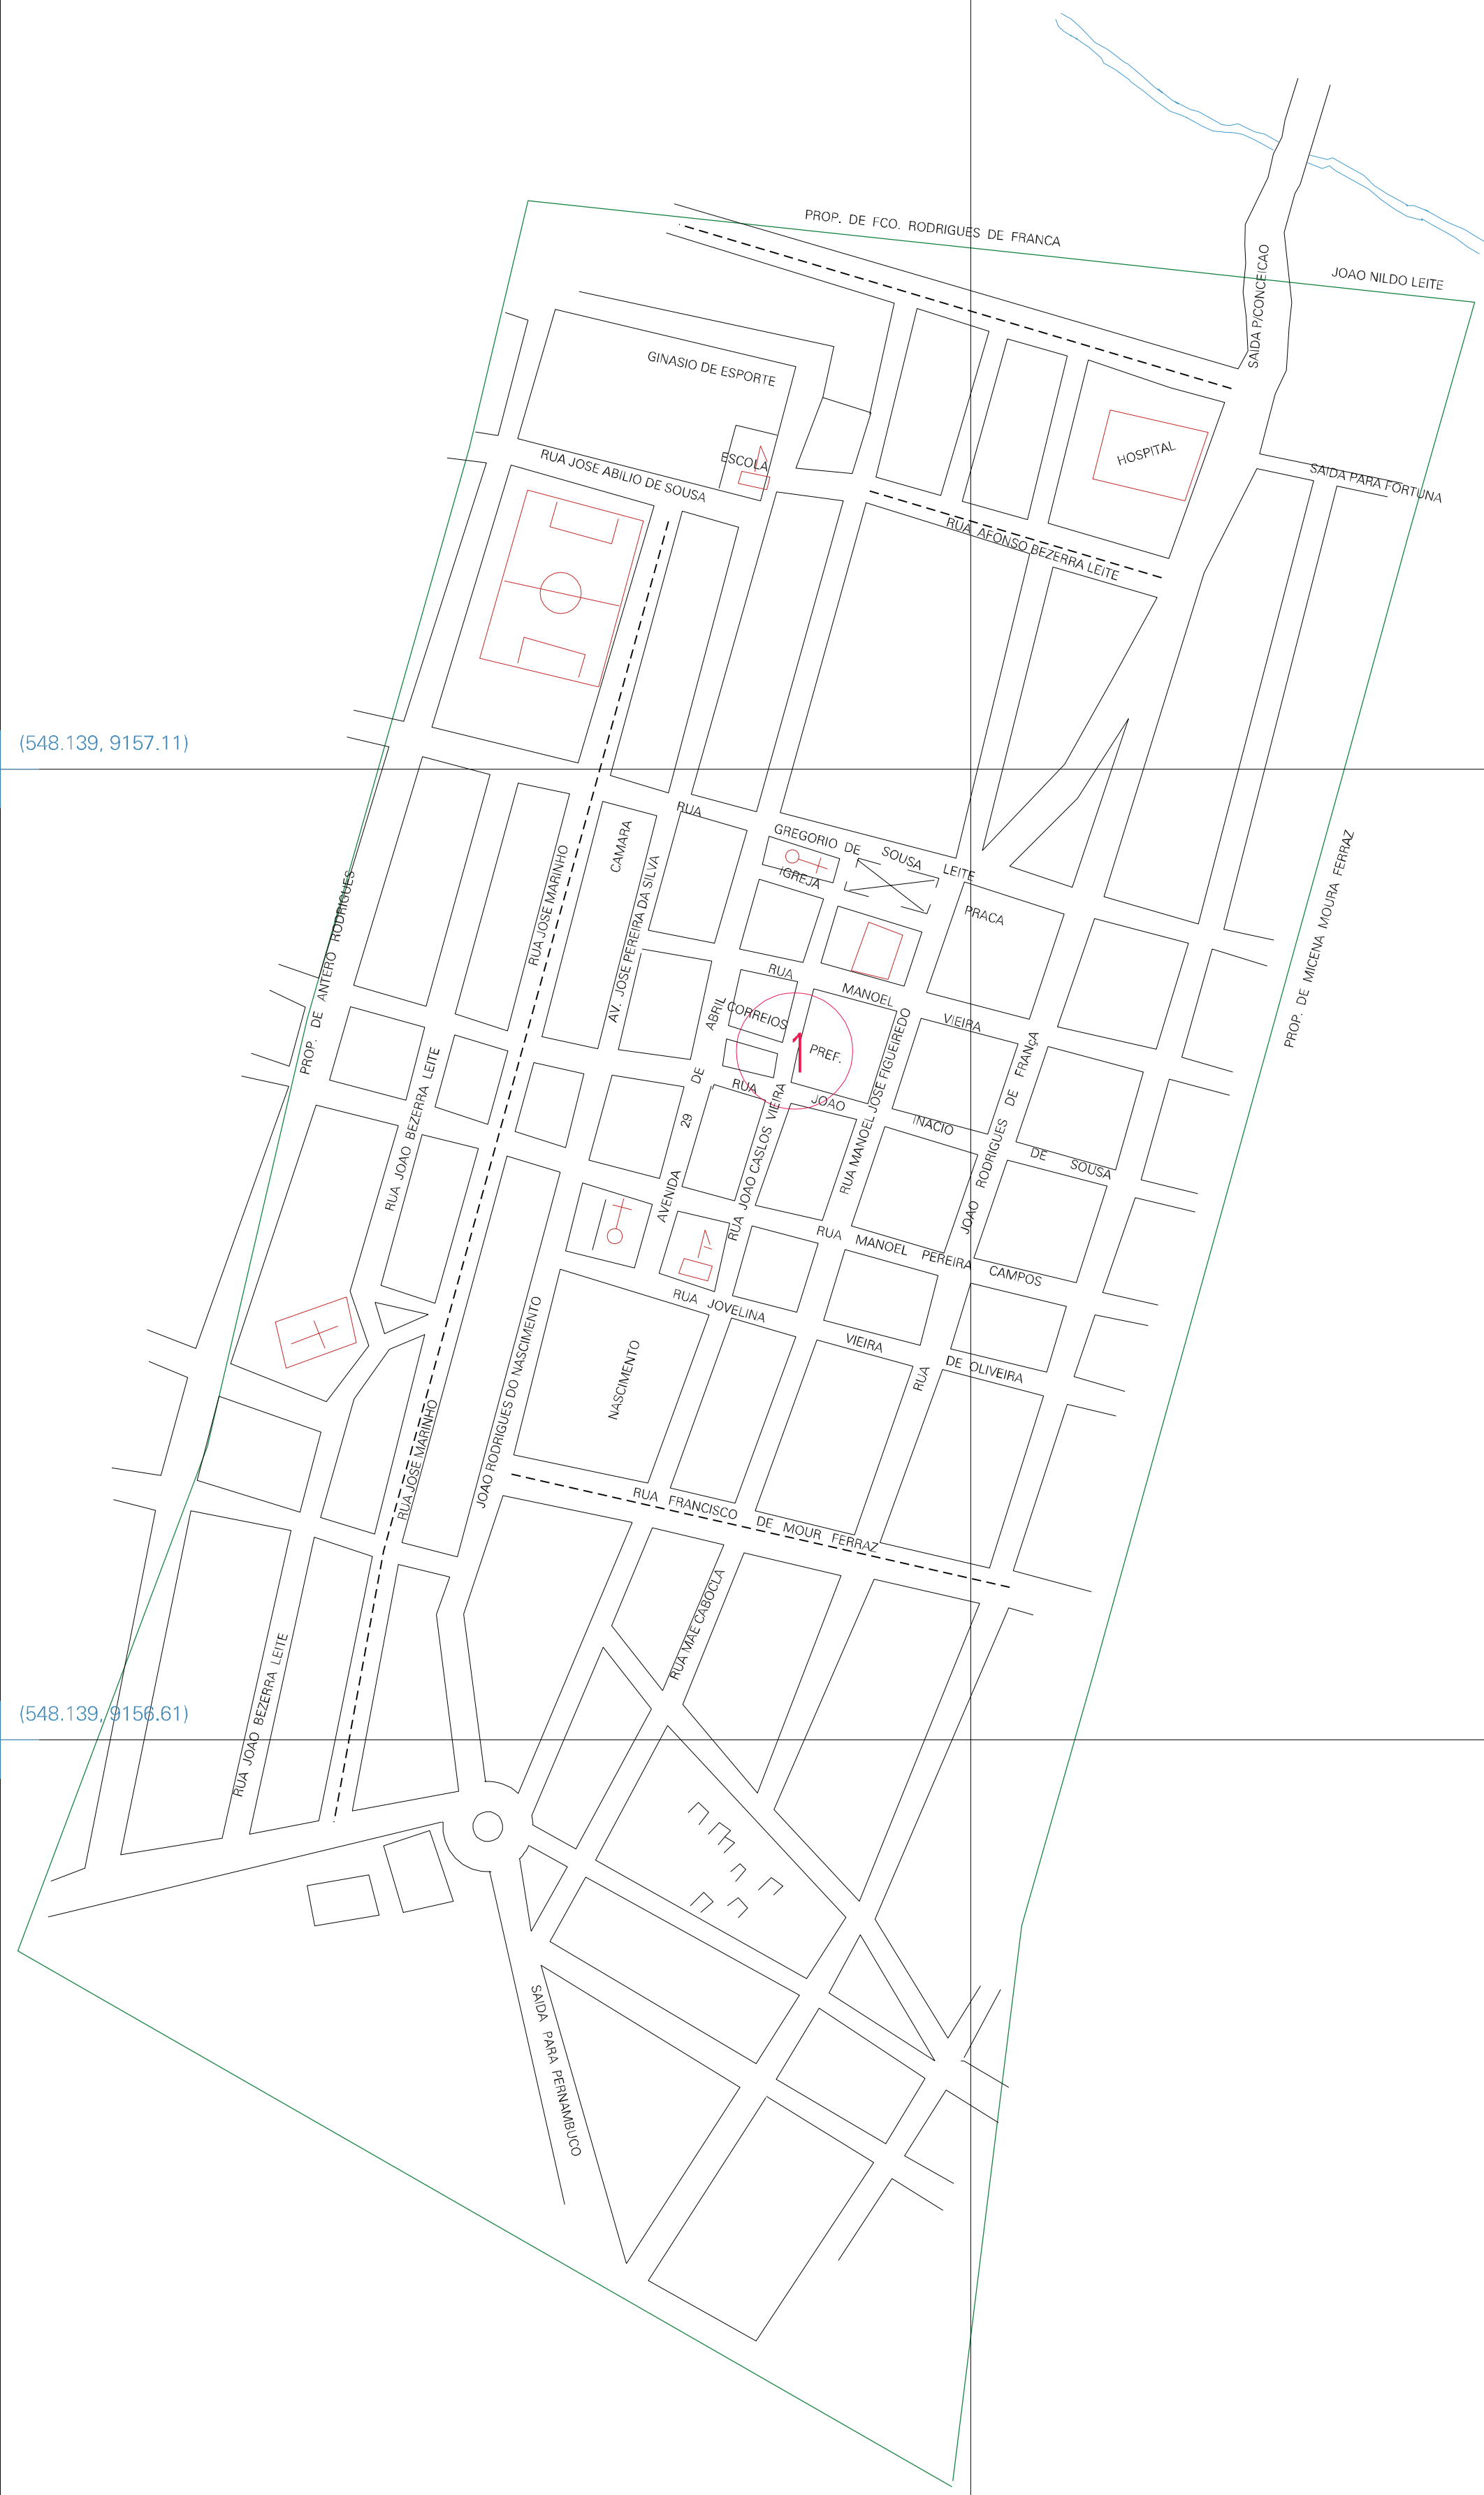 PROP. DE FCO. RODRIGUES DE FRANCA
JOAO NILDO LEITE
SAIDA P/CONCEICAO
GINASIO DE ESPORTE
ESCOLA
HOSPITAL
RUA JOSE ABILIO DE SOUSA
SAIDA PARA FORTUNA
RUA AFONSO BEZERRA LEITE
(548.139, 9157.11)
RUA GREGORIO DE SOUSA LEITE
CAMARA
IGREJA
PRACA
RUA JOSE MARINHO
AV. JOSE PEREIRA DA SILVA
PROP. DE ANTERO RODRIGUES
PROP. DE MICENA MOURA FERRAZ
RUA MANOEL VIEIRA
CORREIOS
1
PREF.
AVENIDA 29 DE ABRIL
RUA JOAO INACIO DE SOUSA
RUA JOAO BEZERRA LEITE
RUA JOAO CASLOS VIEIRA
RUA MANOEL JOSE FIGUEIREDO
RUA JOAO RODRIGUES DE FRANÇA
RUA MANOEL PEREIRA CAMPOS
RUA JOVELINA VIEIRA DE OLIVEIRA
JOAO RODRIGUES DO NASCIMENTO
NASCIMENTO
RUA JOSE MARINHO
RUA FRANCISCO DE MOUR FERRAZ
RUA MAE CABOCLA
RUA JOAO BEZERRA LEITE
(548.139, 9156.61)
SAIDA PARA PERNAMBUCO